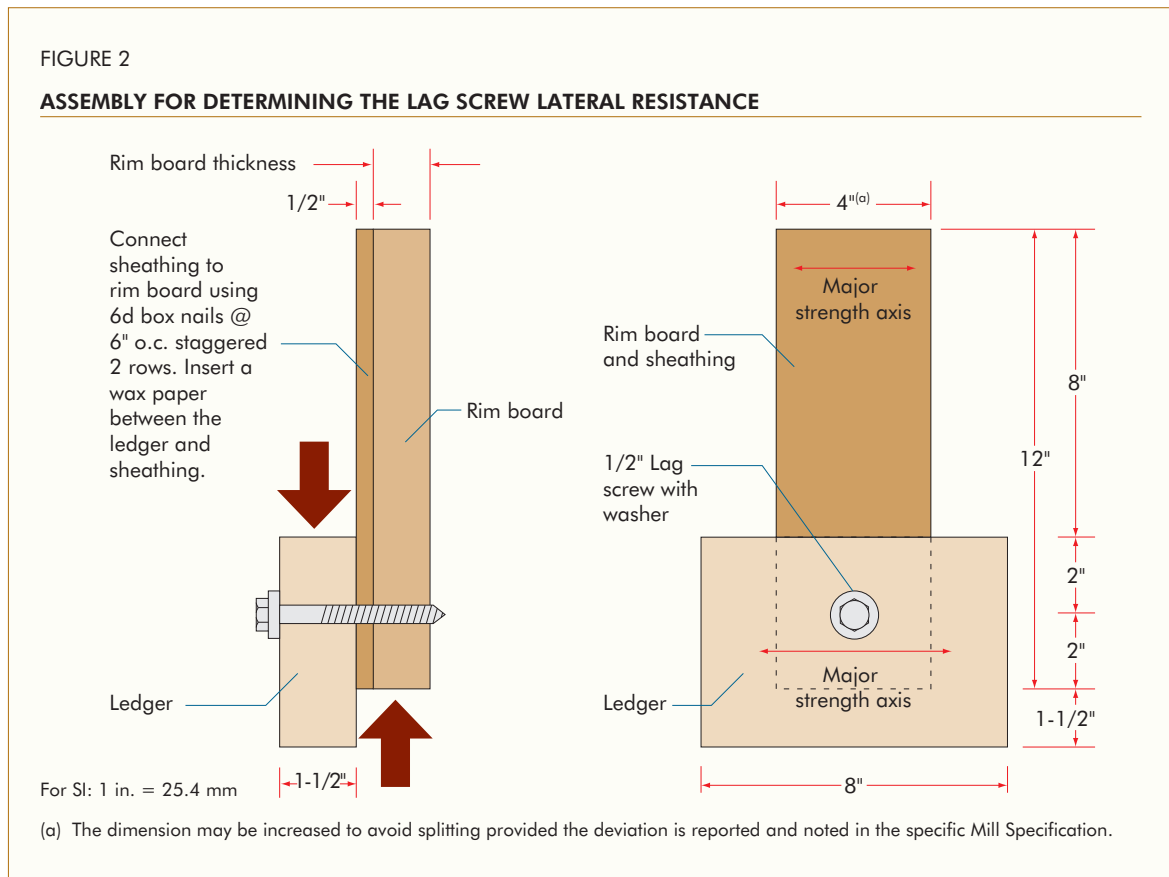 FIGURE 2
ASSEMBLY FOR DETERMINING THE LAG SCREW LATERAL RESISTANCE
Rim board thickness
1/2"
Connect
sheathing to
rim board using
6d box nails @
6" o.c. staggered
2 rows. Insert a
wax paper
between the
ledger and
sheathing.
Rim board
Ledger
1-1/2"
For SI: 1 in. = 25.4 mm
4"(a)
Major
strength axis
Rim board
and sheathing
8"
12"
1/2" Lag
screw with
washer
2"
2"
Major
strength axis
Ledger
1-1/2"
8"
(a) The dimension may be increased to avoid splitting provided the deviation is reported and noted in the specific Mill Specification.